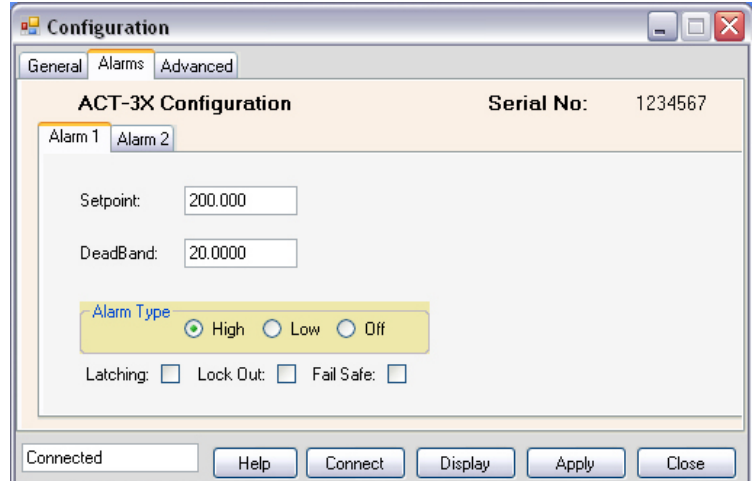 Configuration
General Alarms Advanced
ACT-3X Configuration Serial No: 1234567
Alarm 1 Alarm 2
Setpoint: 200.000
DeadBand: 20.0000
Alarm Type
High Low Off
Latching: Lock Out: Fail Safe:
Connected Help Connect Display Apply Close